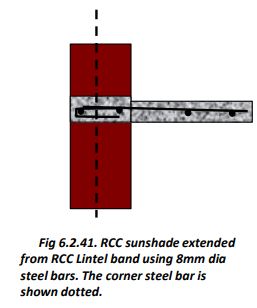 Fig 6.2.41. RCC sunshade extended
from RCC Lintel band using 8mm dia
steel bars. The corner steel bar is
shown dotted.